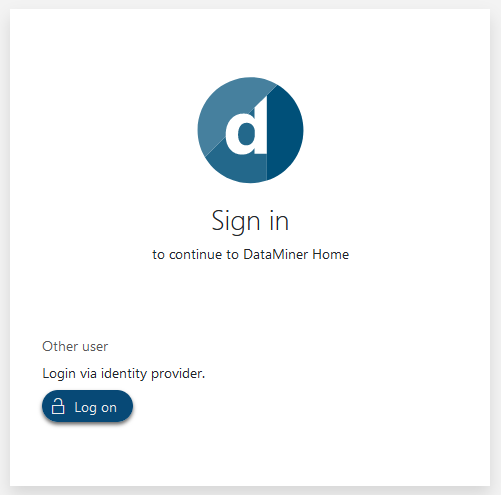 d
Sign in
to continue to DataMiner Home
Other user
Login via identity provider.
Log on